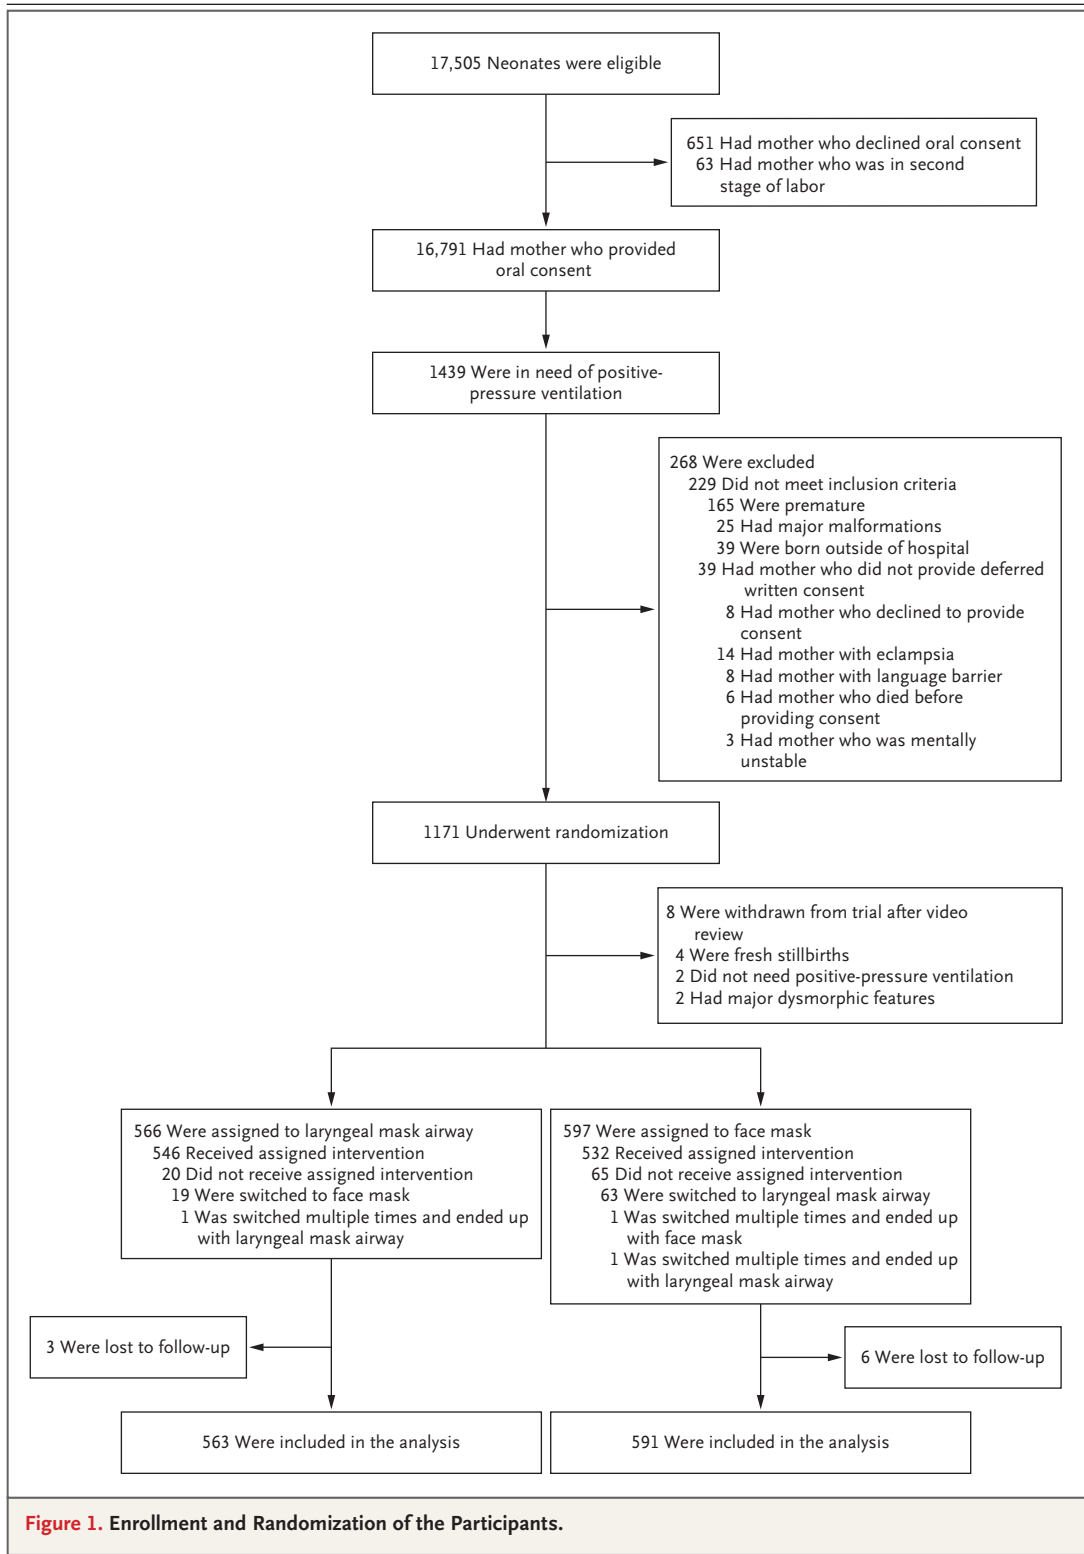 17,505 Neonates were eligible
651 Had mother who declined oral consent
63 Had mother who was in second
stage of labor
16,791 Had mother who provided
oral consent
1439 Were in need of positive-
pressure ventilation
268 Were excluded
229 Did not meet inclusion criteria
165 Were premature
25 Had major malformations
39 Were born outside of hospital
39 Had mother who did not provide deferred
written consent
8 Had mother who declined to provide
consent
14 Had mother with eclampsia
8 Had mother with language barrier
6 Had mother who died before
providing consent
3 Had mother who was mentally
unstable
1171 Underwent randomization
8 Were withdrawn from trial after video
review
4 Were fresh stillbirths
2 Did not need positive-pressure ventilation
2 Had major dysmorphic features
566 Were assigned to laryngeal mask airway
546 Received assigned intervention
20 Did not receive assigned intervention
19 Were switched to face mask
1 Was switched multiple times and ended up
with laryngeal mask airway
597 Were assigned to face mask
532 Received assigned intervention
65 Did not receive assigned intervention
63 Were switched to laryngeal mask airway
1 Was switched multiple times and ended up
with face mask
1 Was switched multiple times and ended up
with laryngeal mask airway
3 Were lost to follow-up
6 Were lost to follow-up
563 Were included in the analysis
591 Were included in the analysis
Figure 1. Enrollment and Randomization of the Participants.